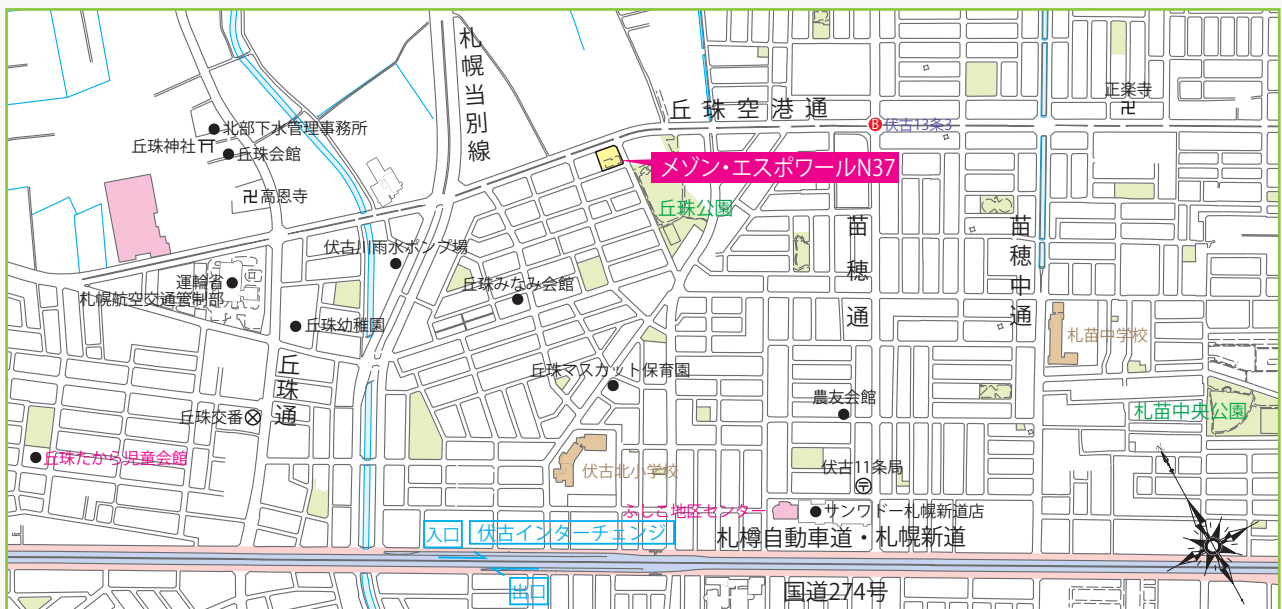 札幌当別線
丘珠空港通
正楽寺
B
伏古13条3
北部下水管理事務所
丘珠神社
丘珠会館
メゾン・エスポワールN37
高恩寺
丘珠公園
苗穂通
苗穂中通
伏古川雨水ポンプ場
運輪省
札幌航空交通管制部
丘珠みなみ会館
丘珠幼稚園
札苗中学校
丘珠通
丘珠マスカット保育園
農友会館
丘珠交番
札苗中央公園
丘珠たから児童会館
伏古北小学校
伏古11条局
ふしこ地区センター
サンワドー札幌新道店
入口
伏古インターチェンジ
札樽自動車道・札幌新道
出口
国道274号